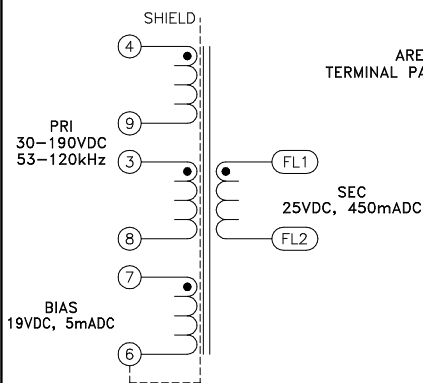 SHIELD
4
ARE
TERMINAL PA
PRI
30-190VDC
53-120kHz
9
3
FL1
SEC
25VDC, 450mADC
8
FL2
7
BIAS
19VDC, 5mADC
6